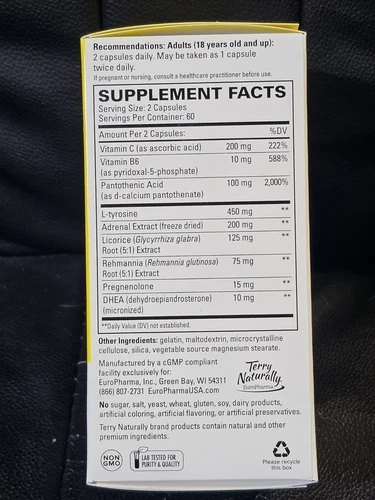 Recommendations: Adults (18 years old and up):
2 capsules daily. May be taken as 1 capsule
twice daily.
If pregnant or nursing, consult a healthcare practitioner before use.
SUPPLEMENT FACTS
Serving Size: 2 Capsules
Servings Per Container: 60
Amount Per 2 Capsules: %DV
Vitamin C (as ascorbic acid) 200 mg 222%
Vitamin B6 10 mg 588%
(as pyridoxal-5-phosphate)
Pantothenic Acid 100 mg 2,000%
(as d-calcium pantothenate)
L-tyrosine 450 mg **
Adrenal Extract (freeze dried) 200 mg **
Licorice (Glycyrrhiza glabra) 125 mg **
Root (5:1) Extract
Rehmannia (Rehmannia glutinosa) 75 mg **
Root (5:1) Extract
Pregnenolone 15 mg **
DHEA (dehydroepiandrosterone) 10 mg **
(micronized)
**Daily Value (DV) not established.
Other Ingredients: gelatin, maltodextrin, microcrystalline
cellulose, silica, vegetable source magnesium stearate.
Manufactured by a cGMP compliant
facility exclusively for:
EuroPharma, Inc., Green Bay, WI 54311
(866) 807-2731 EuroPharmaUSA.com
Terry
Naturally
EuroPharma
No sugar, salt, yeast, wheat, gluten, soy, dairy products,
artificial coloring, artificial flavoring, or artificial preservatives.
Terry Naturally brand products contain natural and other
premium ingredients.
NON
GMO
LAB TESTED FOR
PURITY & QUALITY
Please recycle
this box